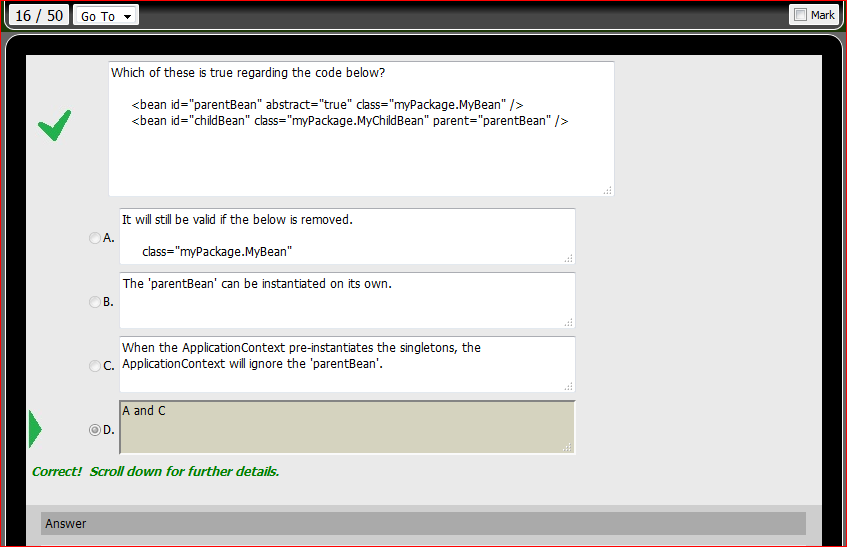 16 / 50 Go To Mark
Which of these is true regarding the code below?
<bean id="parentBean" abstract="true" class="myPackage.MyBean" />
<bean id="childBean" class="myPackage.MyChildBean" parent="parentBean" />
A. It will still be valid if the below is removed.
class="myPackage.MyBean"
B. The 'parentBean' can be instantiated on its own.
C. When the ApplicationContext pre-instantiates the singletons, the
ApplicationContext will ignore the 'parentBean'.
D. A and C
Correct! Scroll down for further details.
Answer